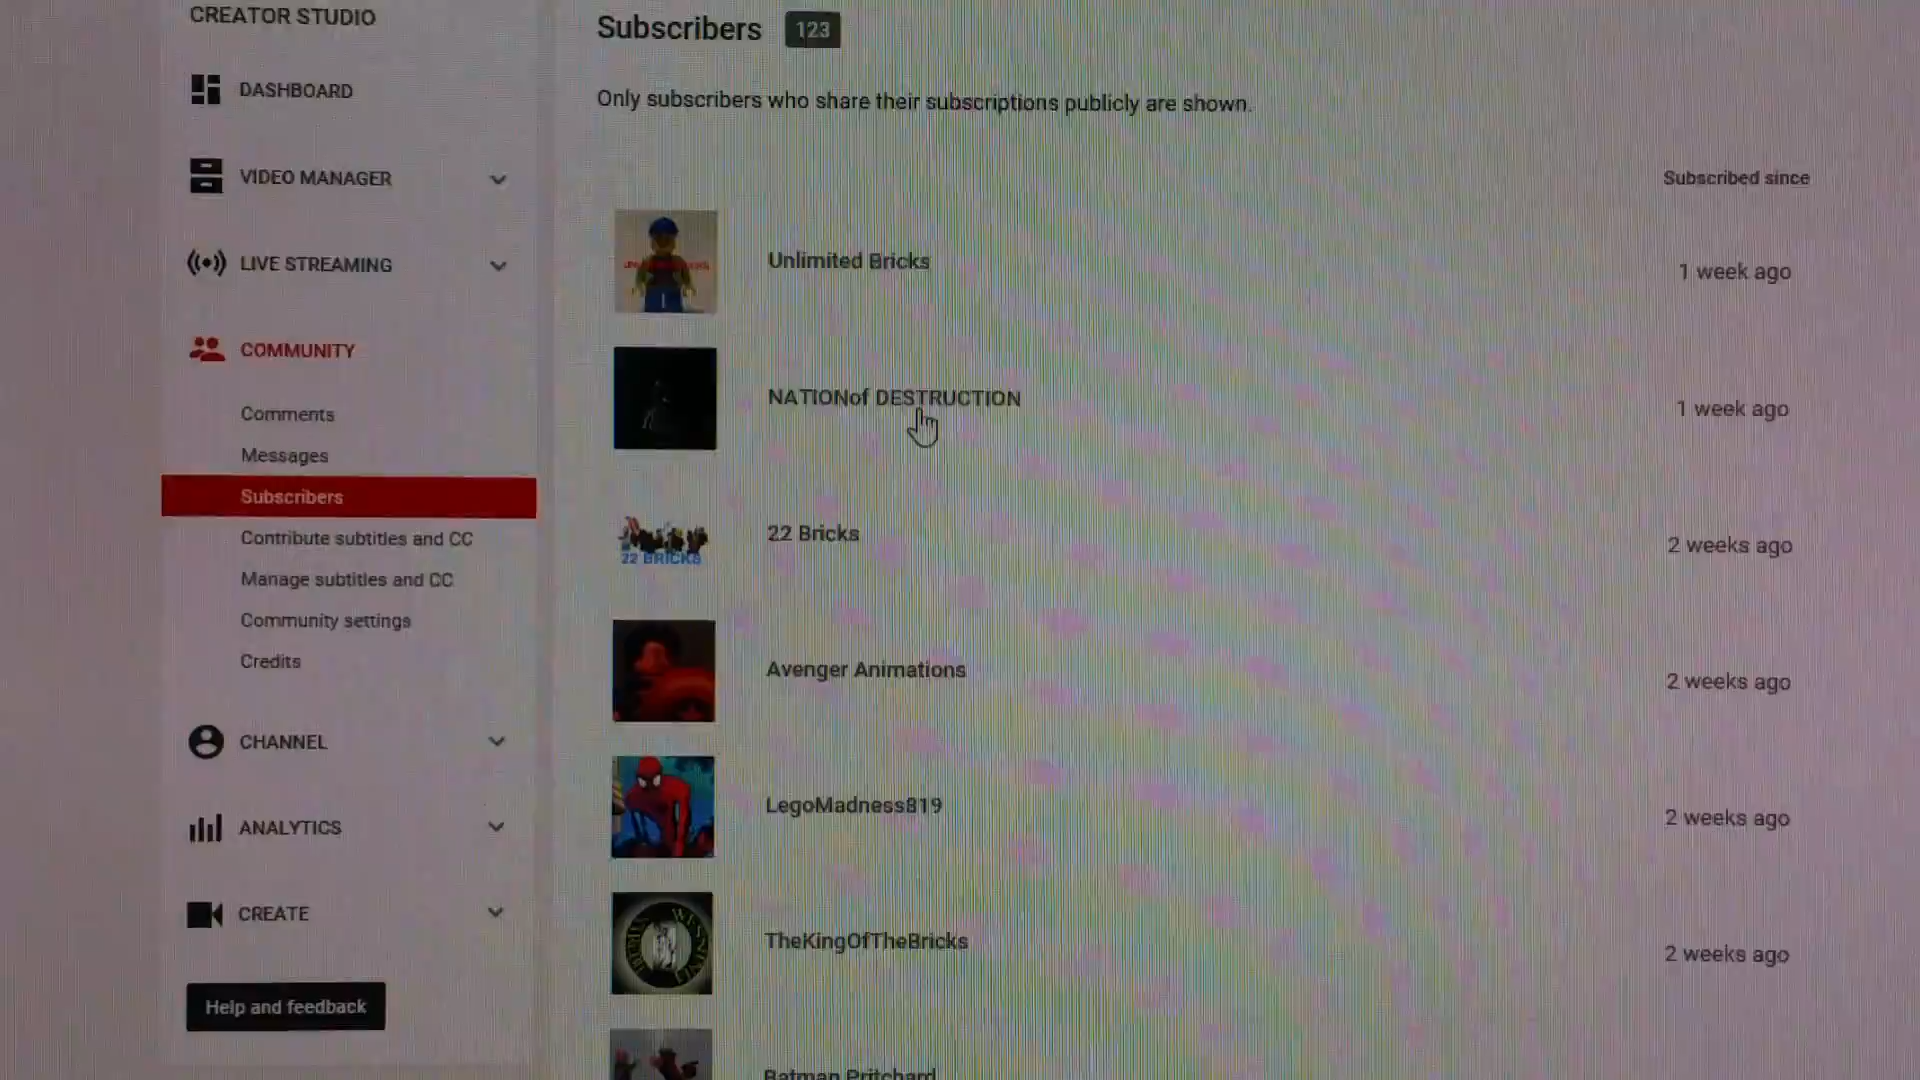 CREATOR STUDIO
DASHBOARD
VIDEO MANAGER
LIVE STREAMING
COMMUNITY
Comments
Messages
Subscribers
Contribute subtitles and CC
Manage subtitles and CC
Community settings
Credits
CHANNEL
ANALYTICS
CREATE
Help and feedback
Subscribers 123
Only subscribers who share their subscriptions publicly are shown.
Subscribed since
Unlimited Bricks 1 week ago
NATIONof DESTRUCTION 1 week ago
22 BRICKS
22 Bricks 2 weeks ago
Avenger Animations 2 weeks ago
LegoMadness819 2 weeks ago
TheKingOfTheBricks 2 weeks ago
Batman Pritchard